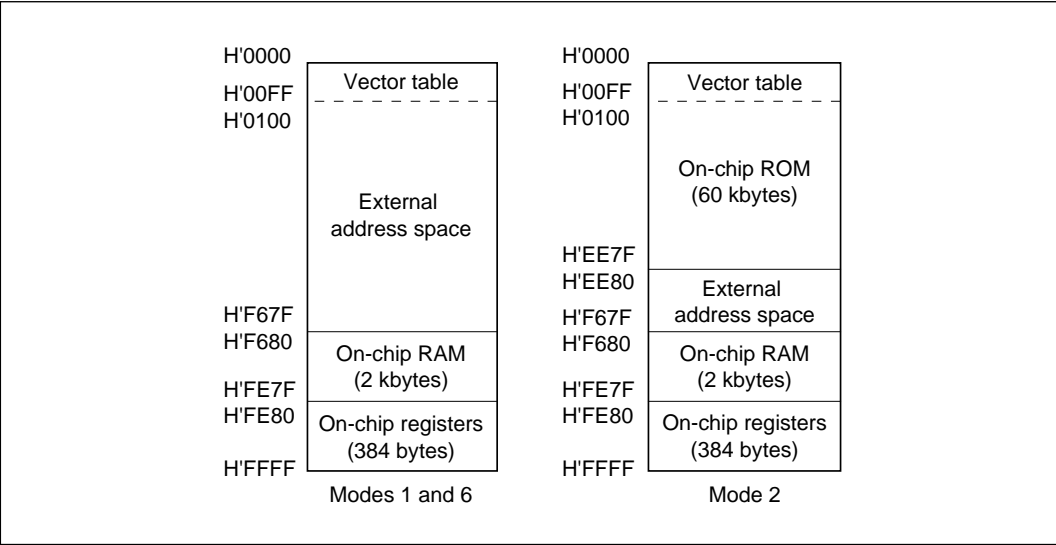 H'0000
Vector table
H'00FF
H'0100
External
address space
H'F67F
H'F680
On-chip RAM
(2 kbytes)
H'FE7F
H'FE80
On-chip registers
(384 bytes)
H'FFFF
Modes 1 and 6
H'0000
Vector table
H'00FF
H'0100
On-chip ROM
(60 kbytes)
H'EE7F
H'EE80
External
address space
H'F67F
H'F680
On-chip RAM
(2 kbytes)
H'FE7F
H'FE80
On-chip registers
(384 bytes)
H'FFFF
Mode 2